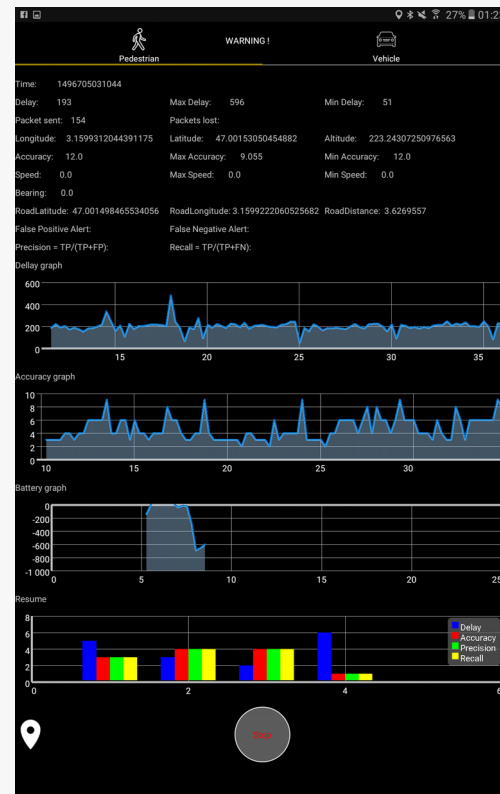 27% 01:2
WARNING !
Pedestrian Vehicle
Time: 1496705031044
Delay: 193 Max Delay: 596 Min Delay: 51
Packet sent: 154 Packets lost:
Longitude: 3.1599312044391175 Latitude: 47.00153050454882 Altitude: 223.24307250976563
Accuracy: 12.0 Max Accuracy: 9.055 Min Accuracy: 12.0
Speed: 0.0 Max Speed: 0.0 Min Speed: 0.0
Bearing: 0.0
RoadLatitude: 47.001498465534056 RoadLongitude: 3.1599222060525682 RoadDistance: 3.6269557
False Positive Alert: False Negative Alert:
Precision = TP/(TP+FP): Recall = TP/(TP+FN):
Dellay graph
600
400
200
0
15 20 25 30 35
Accuracy graph
10
8
6
4
2
0
10 15 20 25 30
Battery graph
0
-200
-400
-600
-800
-1 000
0 5 10 15 20 25
Resume
8
6
4
2
0
Delay
Accuracy
Precision
Recall
0 2 4 6